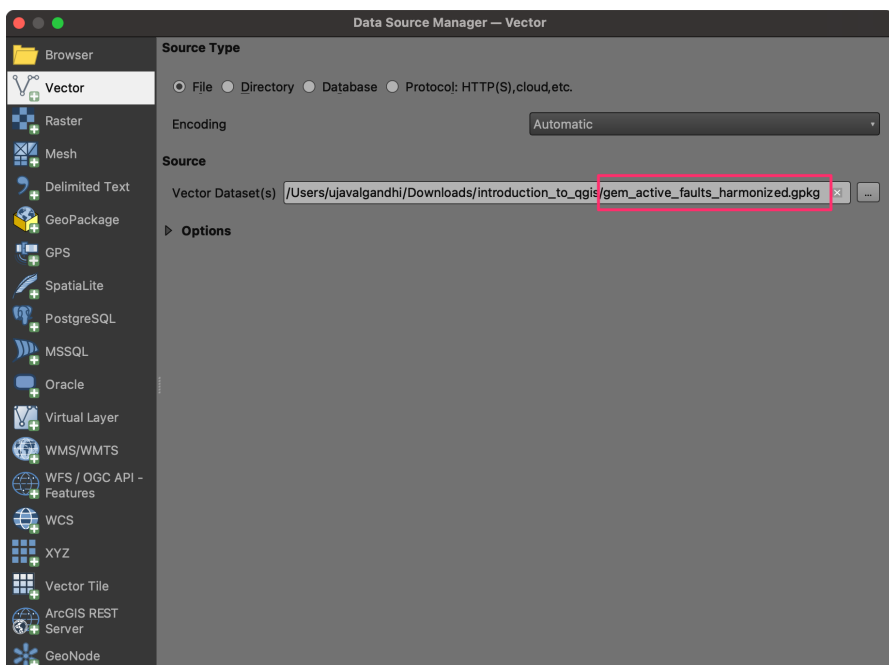 Data Source Manager — Vector
Browser
Vector
Raster
Mesh
Delimited Text
GeoPackage
GPS
SpatiaLite
PostgreSQL
MSSQL
Oracle
Virtual Layer
WMS/WMTS
WFS / OGC API -
Features
WCS
XYZ
Vector Tile
ArcGIS REST
Server
GeoNode
Source Type
File Directory Database Protocol: HTTP(S),cloud,etc.
Encoding Automatic
Source
Vector Dataset(s) /Users/ujavalgandhi/Downloads/introduction_to_qgis/gem_active_faults_harmonized.gpkg ...
Options